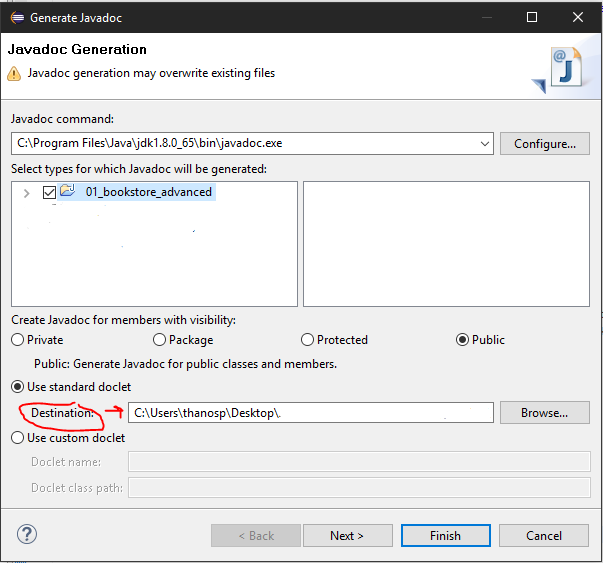 Generate Javadoc
Javadoc Generation
Javadoc generation may overwrite existing files
Javadoc command:
C:\Program Files\Java\jdk1.8.0_65\bin\javadoc.exe Configure...
Select types for which Javadoc will be generated:
01_bookstore_advanced
Create Javadoc for members with visibility:
Private Package Protected Public
Public: Generate Javadoc for public classes and members.
Use standard doclet
Destination: C:\Users\thanosp\Desktop\. Browse...
Use custom doclet
Doclet name:
Doclet class path:
? < Back Next > Finish Cancel